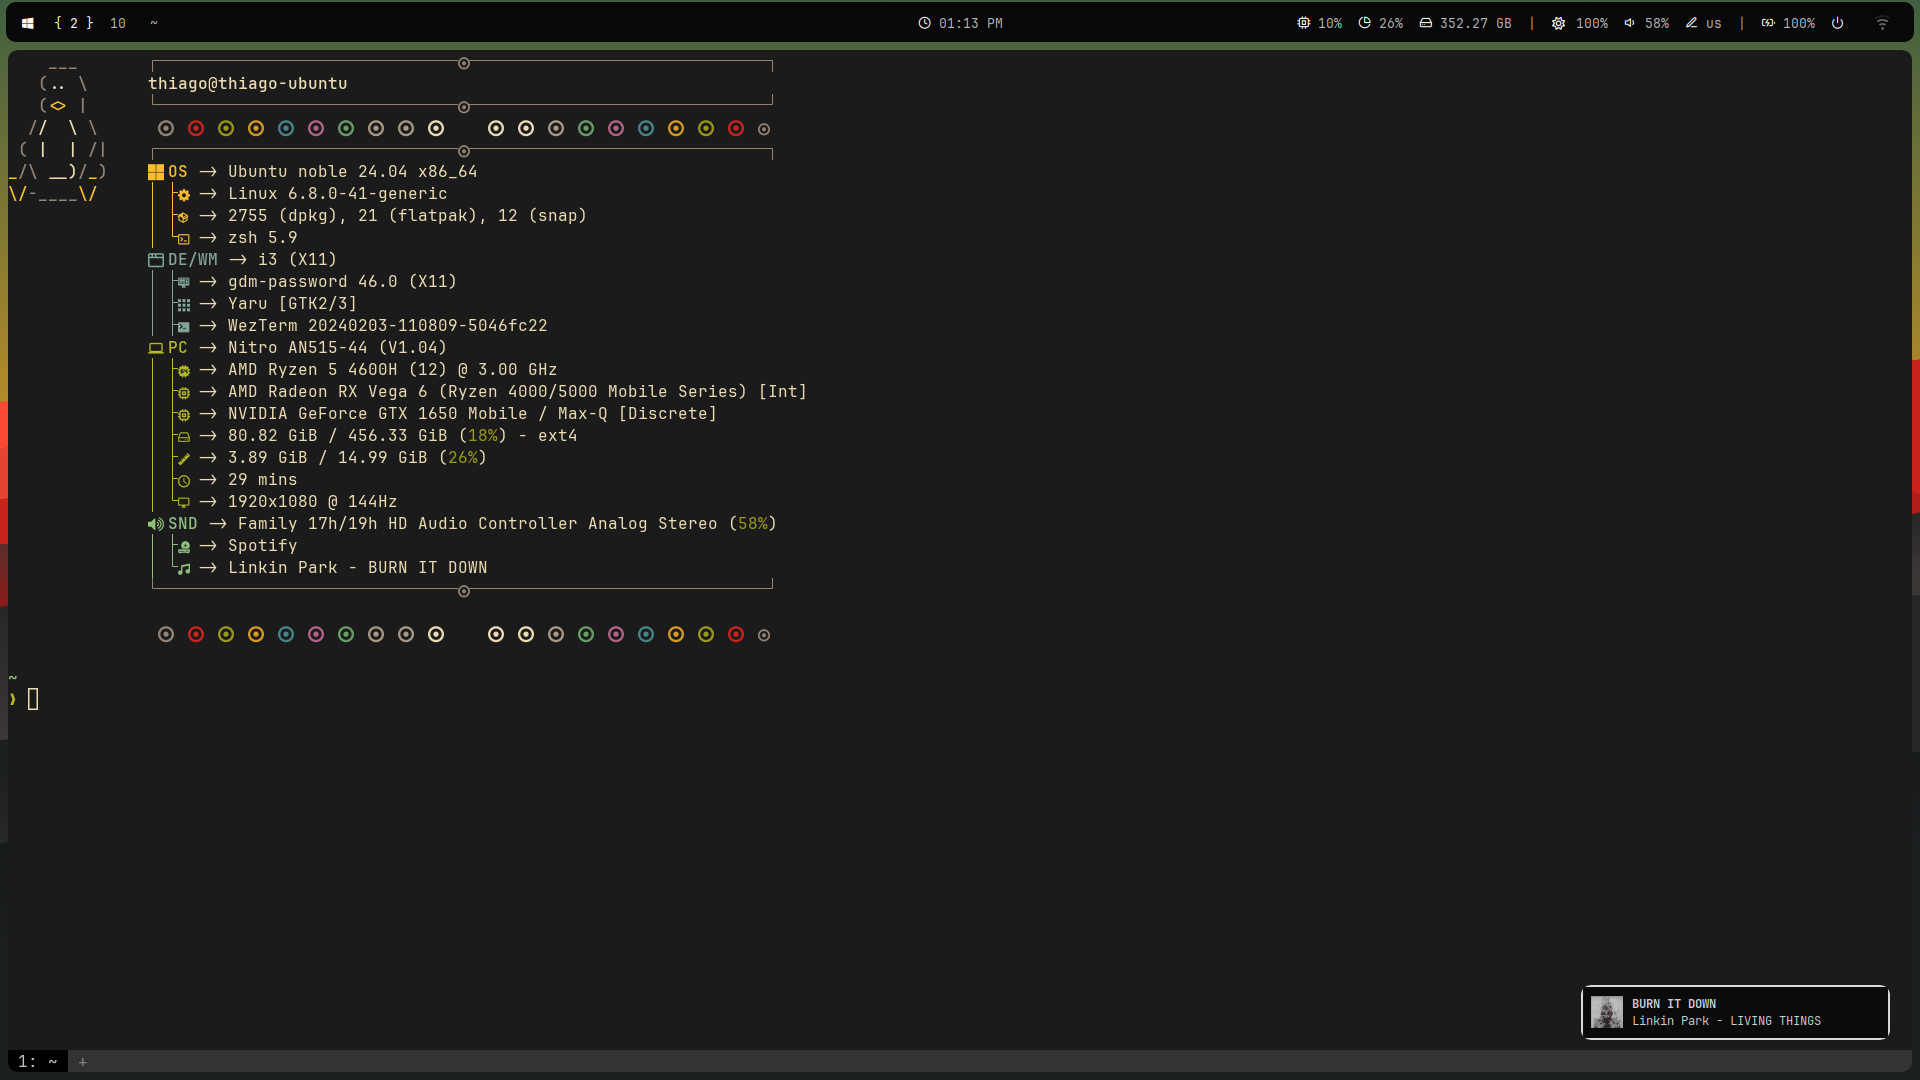 { 2 } 10 ~ 01:13 PM 10% 26% 352.27 GB | 100% 58% us | 100%
___
(.. \
(<> |
// \ \
( | | /|
_/\ __)/_)
\/-____\/
thiago@thiago-ubuntu
OS -> Ubuntu noble 24.04 x86_64
-> Linux 6.8.0-41-generic
-> 2755 (dpkg), 21 (flatpak), 12 (snap)
-> zsh 5.9
DE/WM -> i3 (X11)
-> gdm-password 46.0 (X11)
-> Yaru [GTK2/3]
-> WezTerm 20240203-110809-5046fc22
PC -> Nitro AN515-44 (V1.04)
-> AMD Ryzen 5 4600H (12) @ 3.00 GHz
-> AMD Radeon RX Vega 6 (Ryzen 4000/5000 Mobile Series) [Int]
-> NVIDIA GeForce GTX 1650 Mobile / Max-Q [Discrete]
-> 80.82 GiB / 456.33 GiB (18%) - ext4
-> 3.89 GiB / 14.99 GiB (26%)
-> 29 mins
-> 1920x1080 @ 144Hz
SND -> Family 17h/19h HD Audio Controller Analog Stereo (58%)
-> Spotify
-> Linkin Park - BURN IT DOWN
~
❯
BURN IT DOWN
Linkin Park - LIVING THINGS
1: ~ +